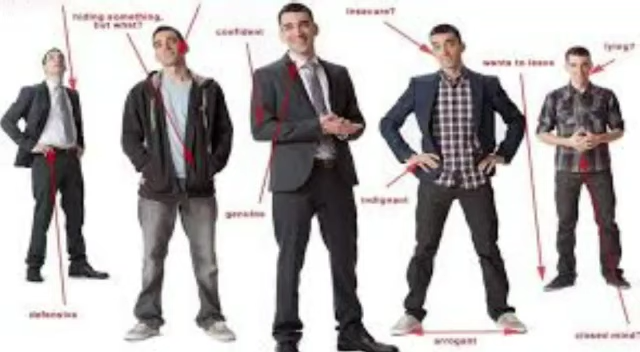 hiding something,
but what?
confident
insecure?
wants to leave
lying?
genuine
indignant
defensive
arrogant
closed mind?